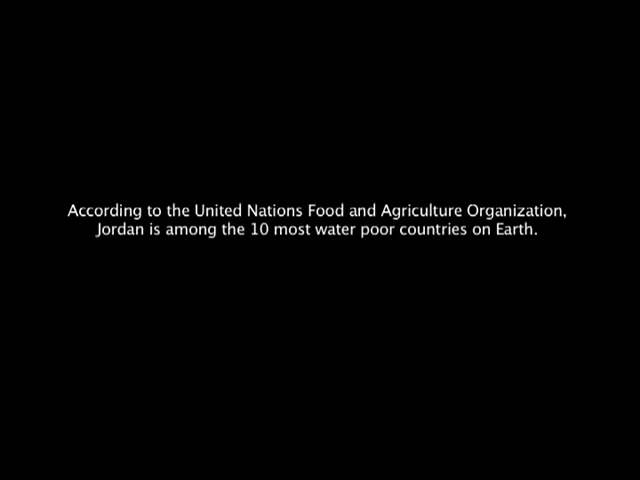 According to the United Nations Food and Agriculture Organization,
Jordan is among the 10 most water poor countries on Earth.